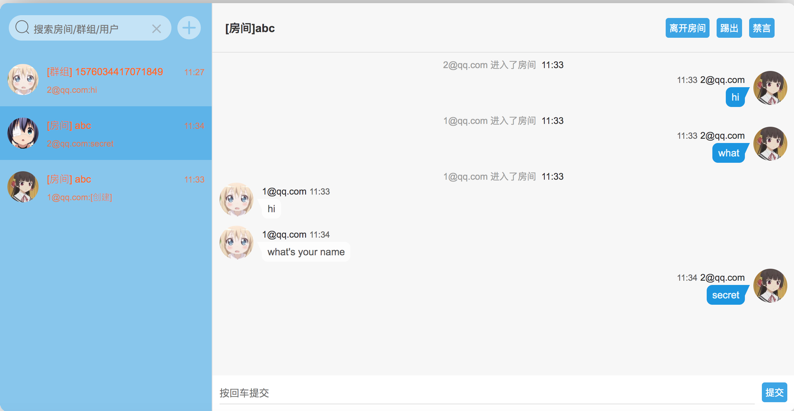 搜索房间/群组/用户
[群组] 1576034417071849 11:27
2@qq.com:hi
[房间] abc 11:34
2@qq.com:secret
[房间] abc 11:33
1@qq.com:[创建]
[房间]abc
离开房间 踢出 禁言
2@qq.com 进入了房间 11:33
11:33 2@qq.com
hi
1@qq.com 进入了房间 11:33
11:33 2@qq.com
what
1@qq.com 进入了房间 11:33
1@qq.com 11:33
hi
1@qq.com 11:34
what's your name
11:34 2@qq.com
secret
按回车提交
提交